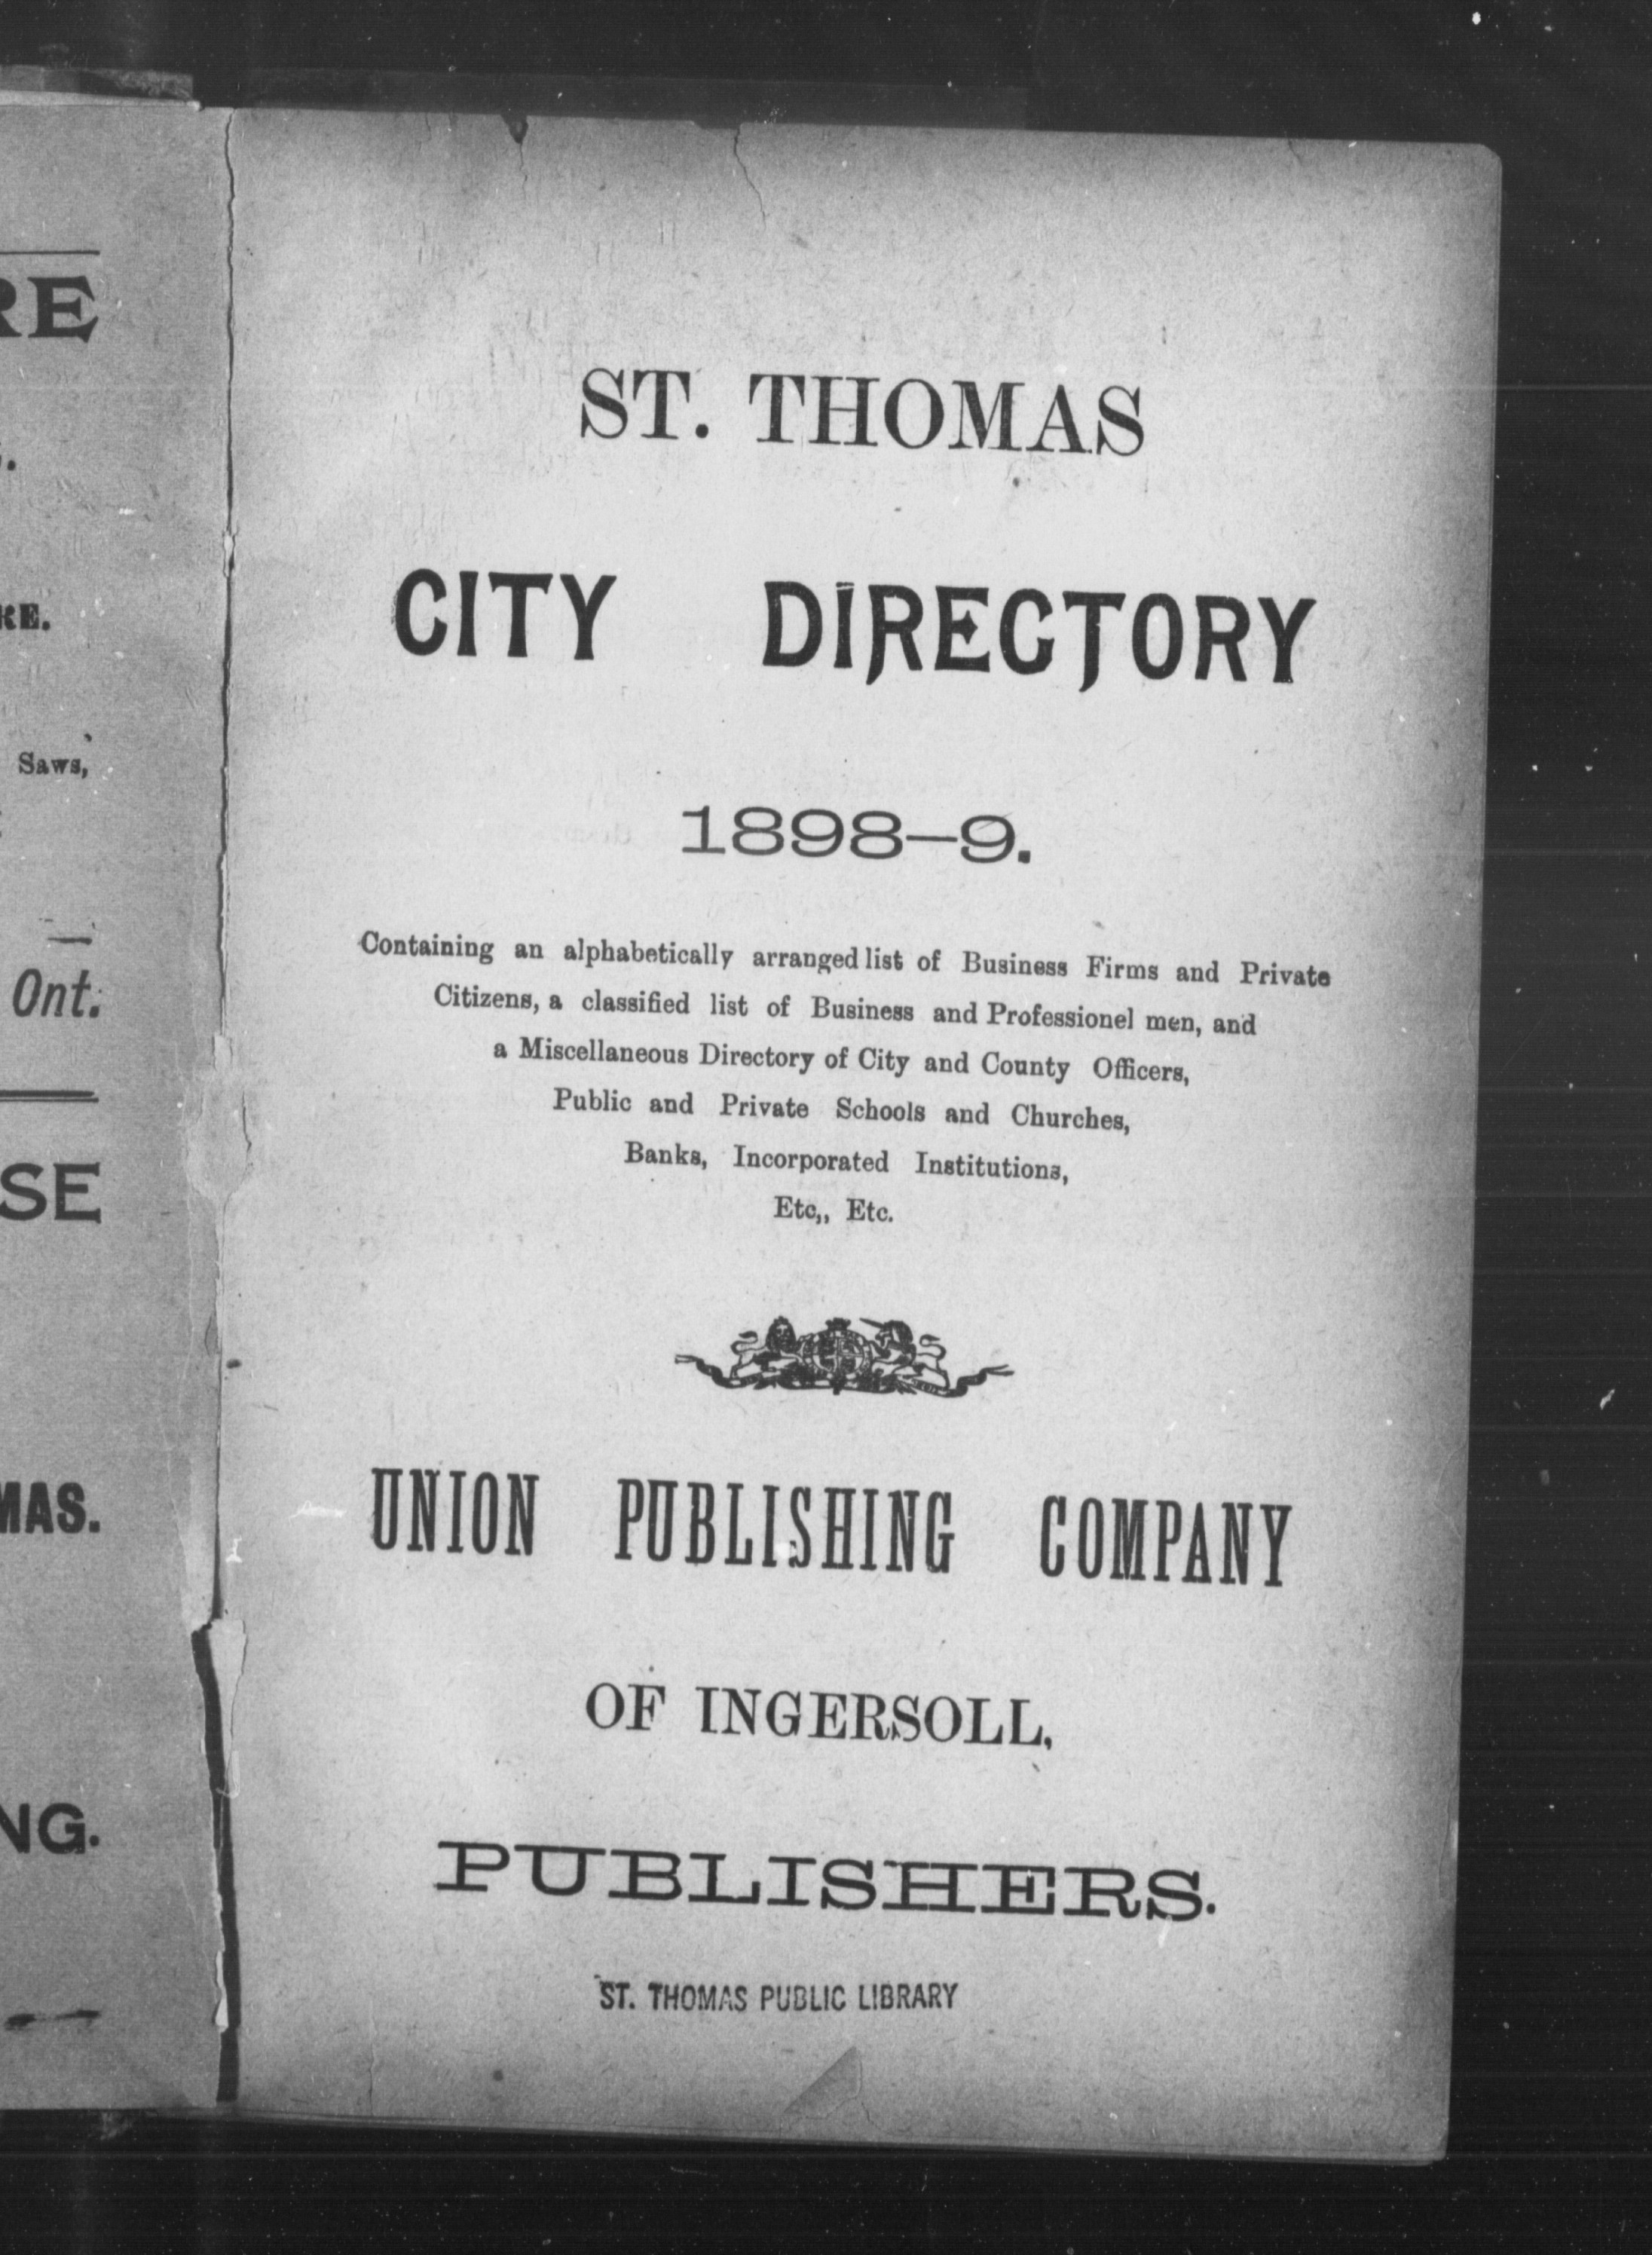 Saws,
Ont.
ST. THOMAS
CITY DIRECTORY
1898-9.
Containing an alphabetically arranged list of Business Firms and Private
Citizens, a classified list of Business and Professionel men, and
a Miscellaneous Directory of City and County Officers,
Public and Private Schools and Churches,
Banks, Incorporated Institutions,
Etc,, Etc.
UNION PUBLISHING COMPANY
OF INGERSOLL,
PUBLISHERS.
ST. THOMAS PUBLIC LIBRARY